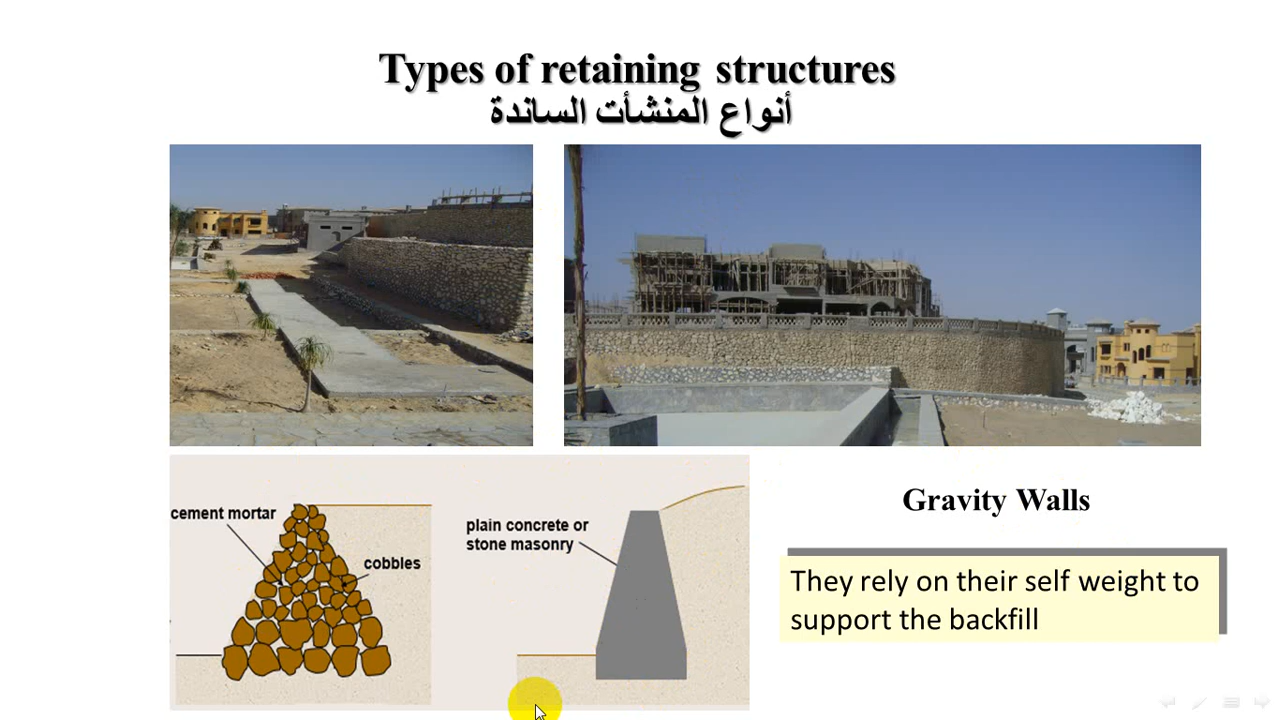 Types of retaining structures
أنواع المنشأت الساندة
cement mortar
cobbles
plain concrete or
stone masonry
Gravity Walls
They rely on their self weight to
support the backfill